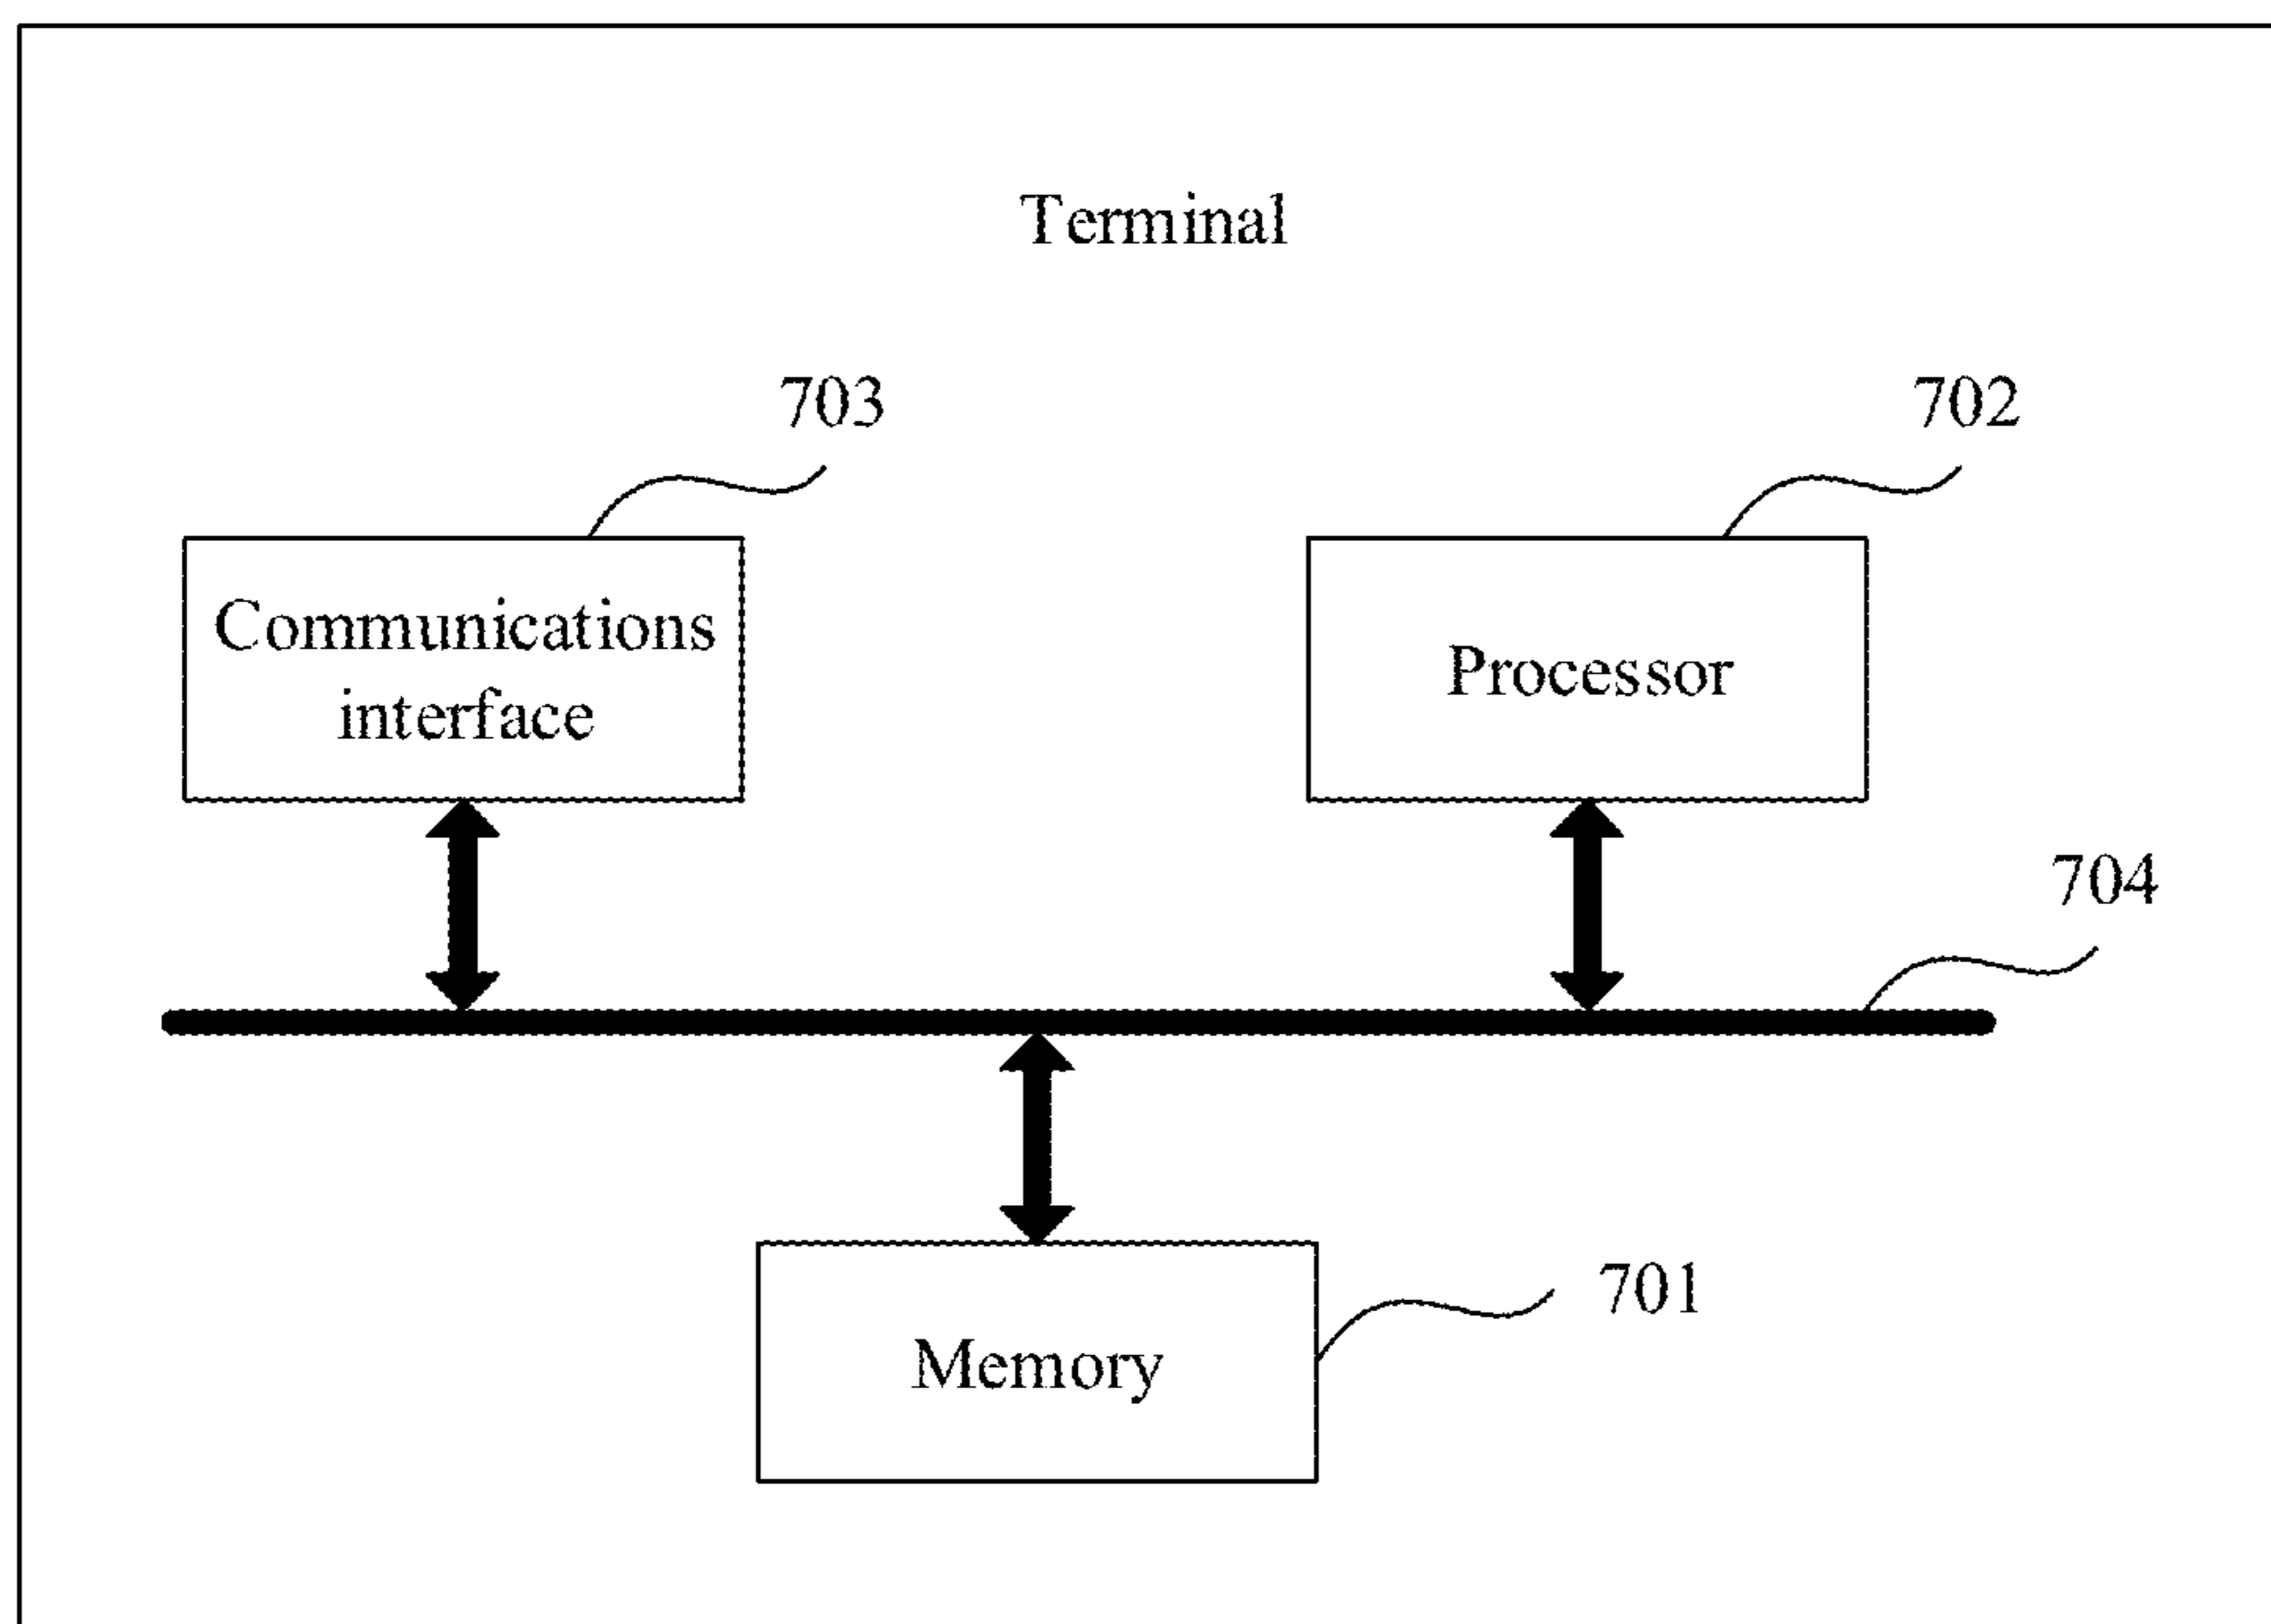 Terminal
703
702
Communications
interface
Processor
704
701
Memory